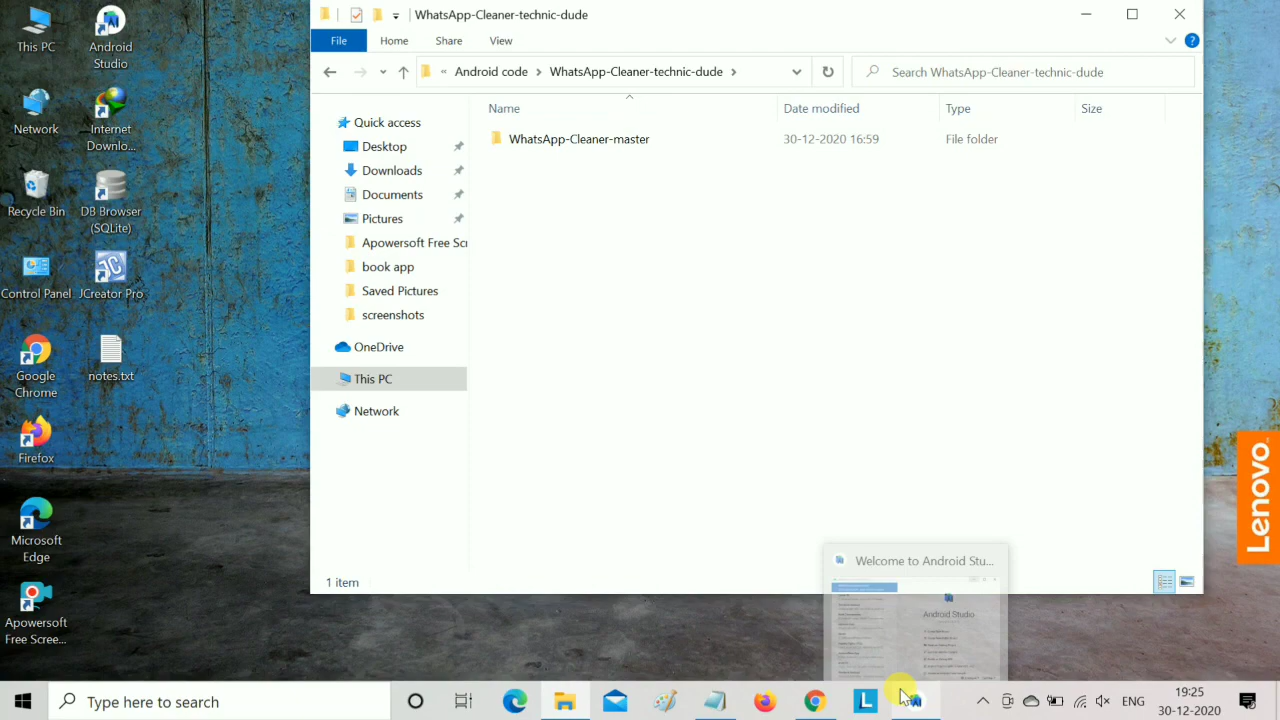 This PC
Android
Studio
Network
Internet
Downlo...
Recycle Bin
DB Browser
(SQLite)
Control Panel
JCreator Pro
Google
Chrome
notes.txt
Firefox
Microsoft
Edge
Apowersoft
Free Scree...
WhatsApp-Cleaner-technic-dude
File
Home
Share
View
« Android code > WhatsApp-Cleaner-technic-dude >
Search WhatsApp-Cleaner-technic-dude
Name
Date modified
Type
Size
WhatsApp-Cleaner-master
30-12-2020 16:59
File folder
Quick access
Desktop
Downloads
Documents
Pictures
Apowersoft Free Scr
book app
Saved Pictures
screenshots
OneDrive
This PC
Network
1 item
Welcome to Android Stu...
Android Studio
Lenovo
Type here to search
L
ENG
19:25
30-12-2020